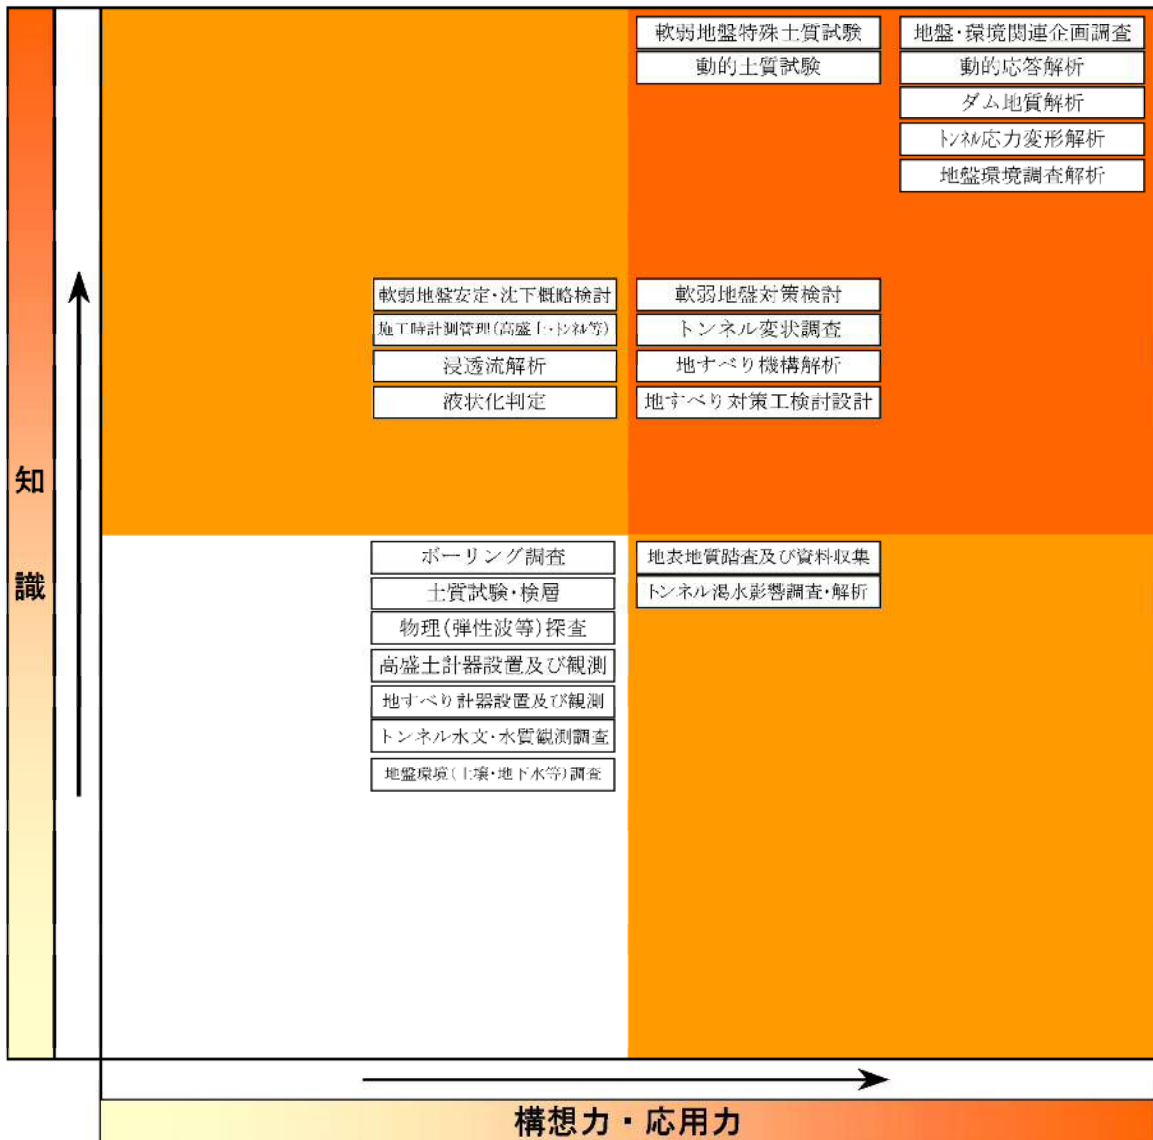 軟弱地盤特殊土質試験
動的土質試験
地盤・環境関連企画調査
動的応答解析
ダム地質解析
トンネル応力変形解析
地盤環境調査解析
軟弱地盤安定・沈下概略検討
施工時計測管理(高盛土・トンネル等)
浸透流解析
液状化判定
軟弱地盤対策検討
トンネル変状調査
地すべり機構解析
地すべり対策工検討設計
知
識
ボーリング調査
土質試験・検層
物理(弾性波等)探査
高盛土計器設置及び観測
地すべり計器設置及び観測
トンネル水文・水質観測調査
地盤環境(土壌・地下水等)調査
地表地質踏査及び資料収集
トンネル渇水影響調査・解析
構想力・応用力